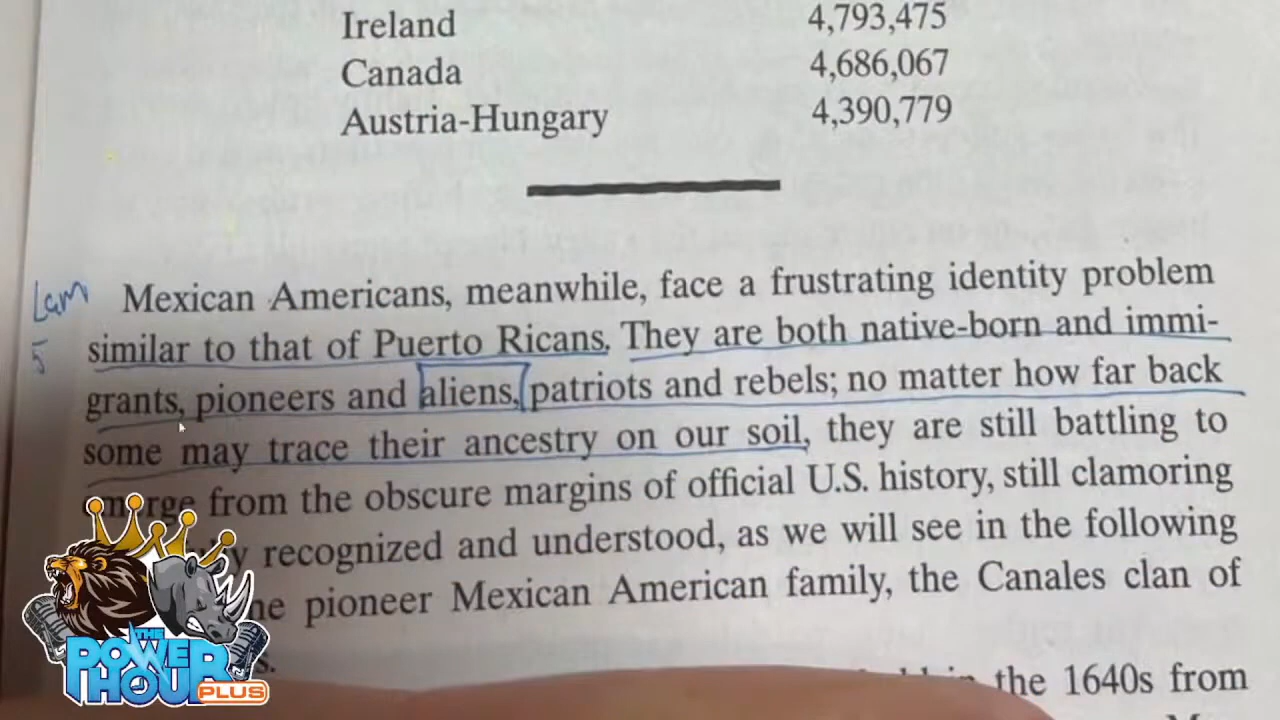 Ireland 4,793,475
Canada 4,686,067
Austria-Hungary 4,390,779
Lam Mexican Americans, meanwhile, face a frustrating identity problem
5 similar to that of Puerto Ricans. They are both native-born and immi-
grants, pioneers and aliens, patriots and rebels; no matter how far back
some may trace their ancestry on our soil, they are still battling to
emerge from the obscure margins of official U.S. history, still clamoring
recognized and understood, as we will see in the following
pioneer Mexican American family, the Canales clan of
the 1640s from
THE
POWER
HOUR
PLUS